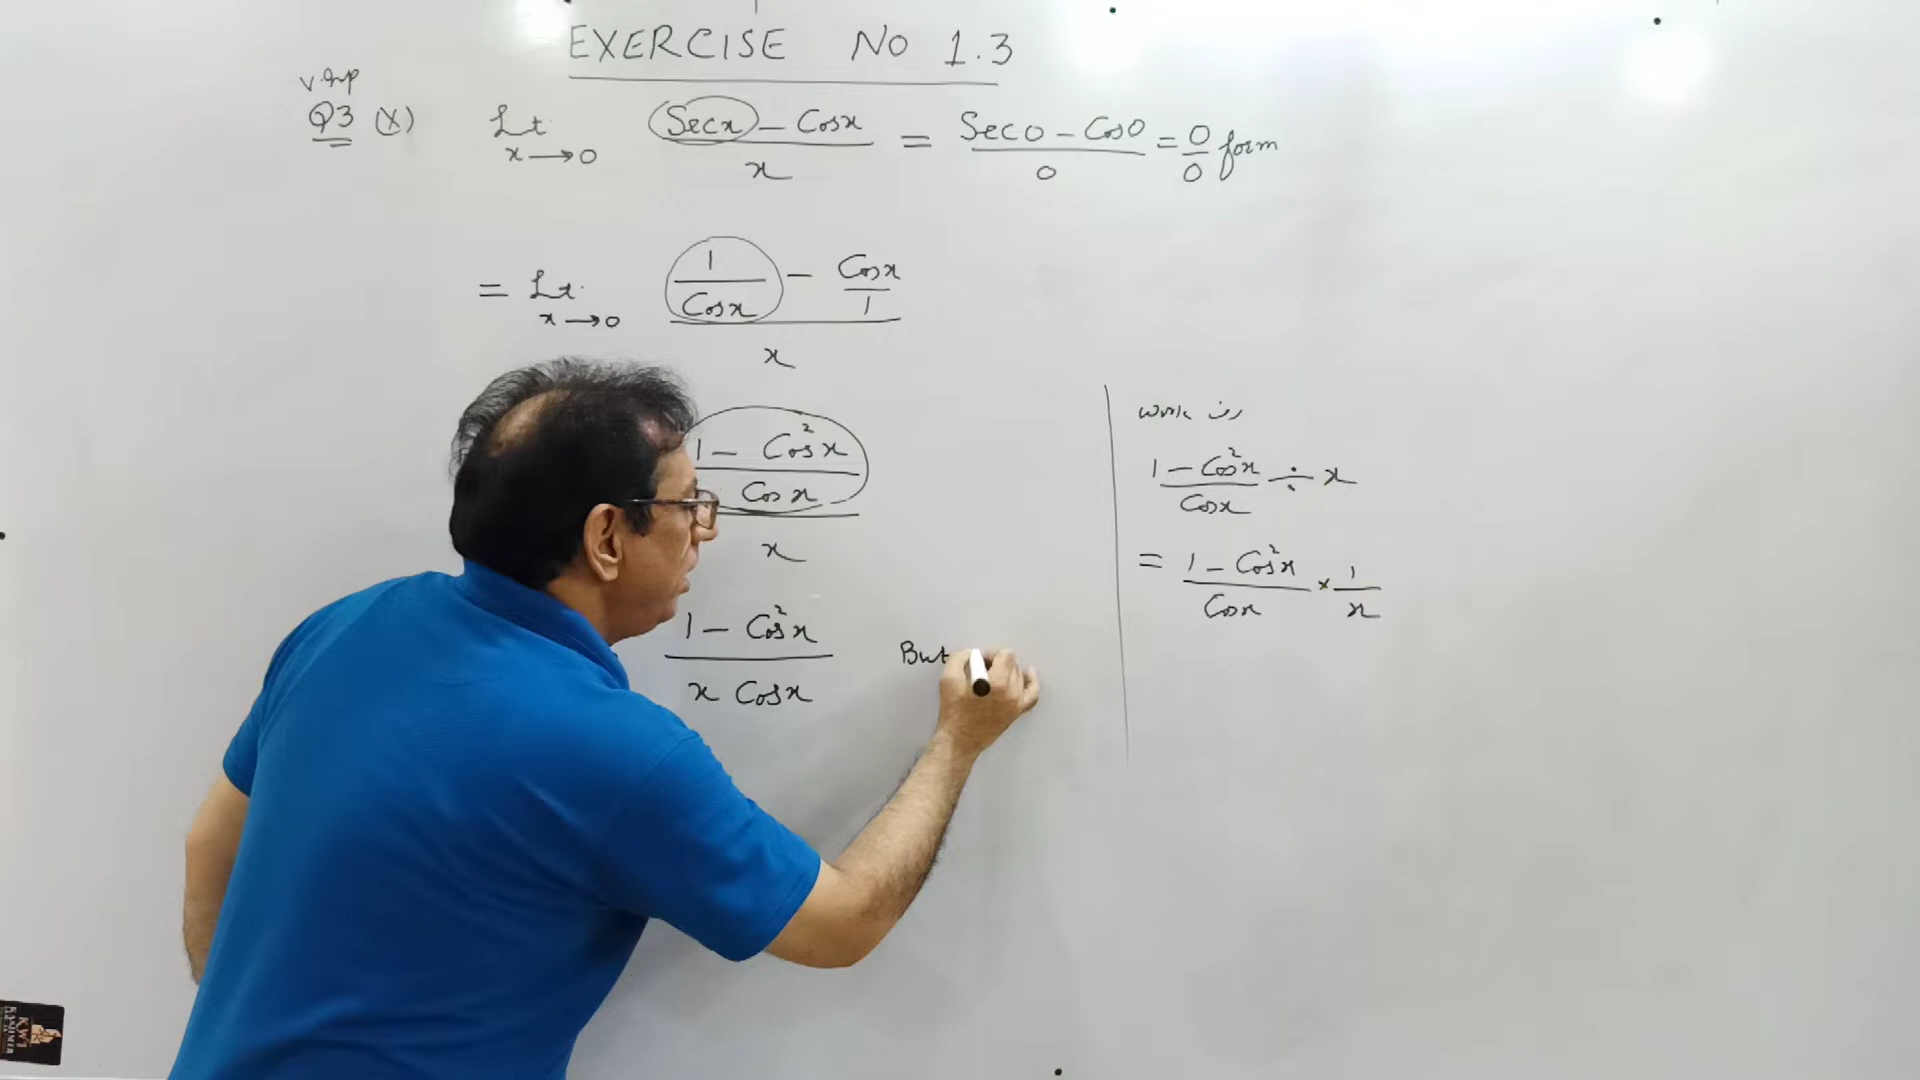 EXERCISE No 1.3
v.Imp
Q3 (X) Lt x→0 (Secx - Cosx)/x = (Sec0 - Cos0)/0 = 0/0 form
= Lt x→0 (1/Cosx - Cosx/1)/x
((1 - Cos²x)/Cosx)/x
(1 - Cos²x)/(x Cosx) But
work
(1 - Cos²x)/Cosx ÷ x
= (1 - Cos²x)/Cosx × 1/x
KWI